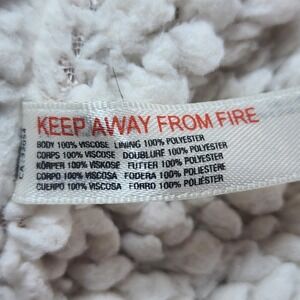 KEEP AWAY FROM FIRE
BODY 100% VISCOSE LINING 100% POLYESTER
CORPS 100% VISCOSE DOUBLURE 100% POLYESTER
KÖRPER 100% VISKOSE FUTTER 100% POLYESTER
CORPO 100% VISCOSA FODERA 100% POLIESTERE
CUERPO 100% VISCOSA FORRO 100% POLIÉSTER